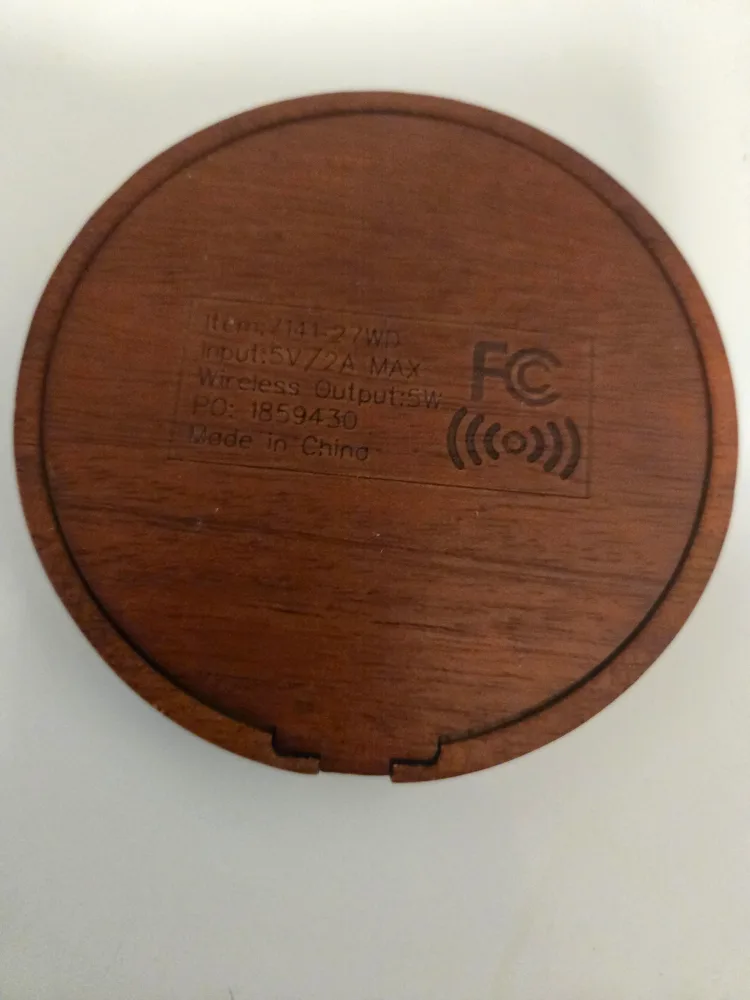 Item:7141-27WD
Input:5V/2A MAX
Wireless Output:5W
PO: 1859430
Made in China
FC